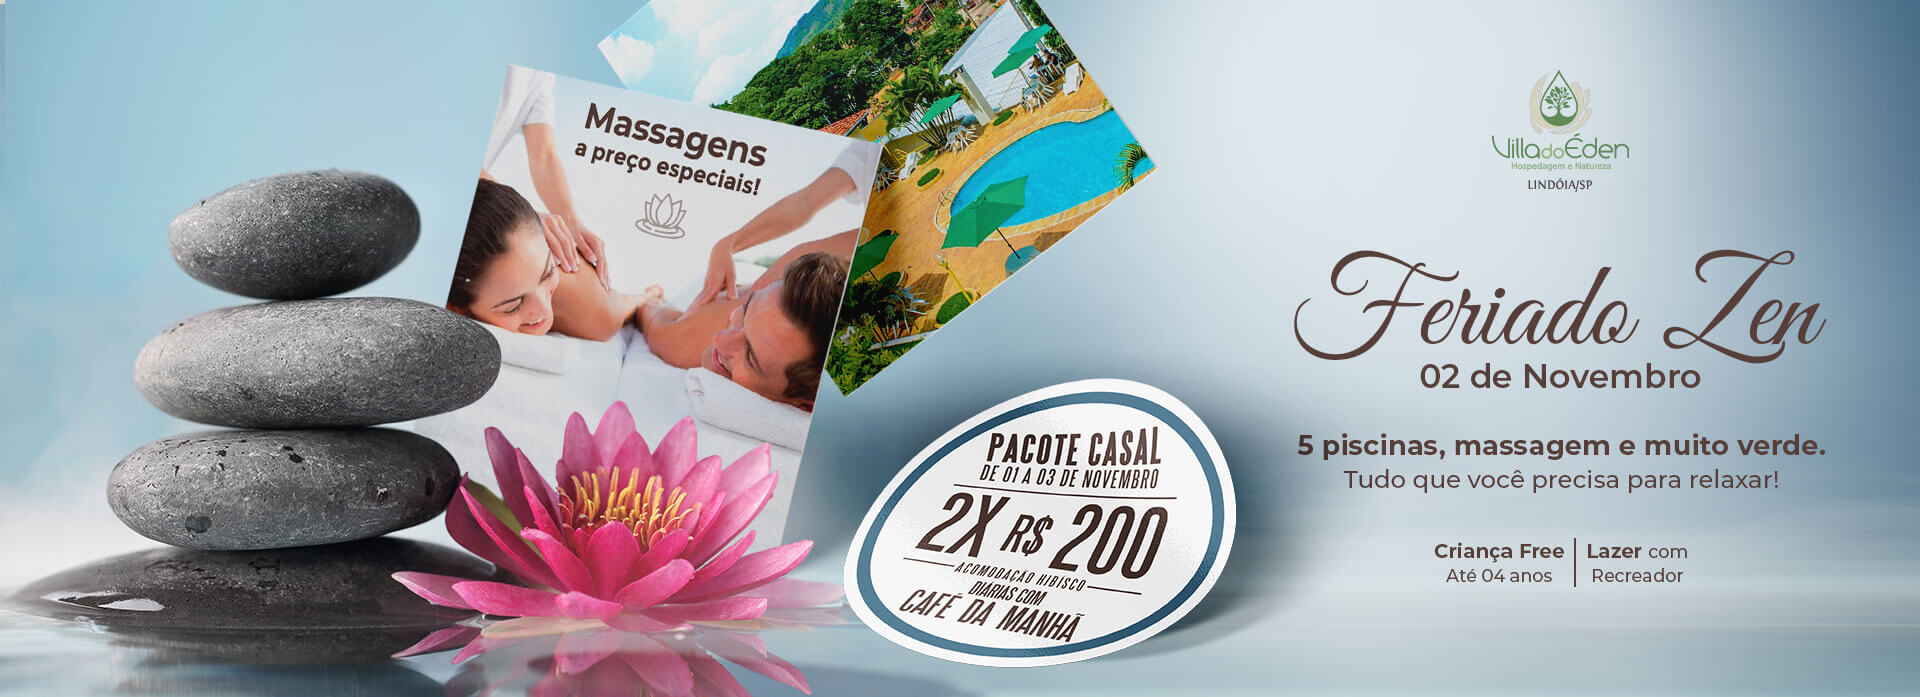 Massagens
a preço especiais!
Villa do Éden
Hospedagem e Natureza
LINDÓIA/SP
Feriado Zen
02 de Novembro
5 piscinas, massagem e muito verde.
Tudo que você precisa para relaxar!
Criança Free
Até 04 anos
Lazer com
Recreador
PACOTE CASAL
DE 01 A 03 DE NOVEMBRO
2X R$ 200
ACOMODAÇÃO HIBISCO
DIÁRIAS COM
CAFÉ DA MANHÃ